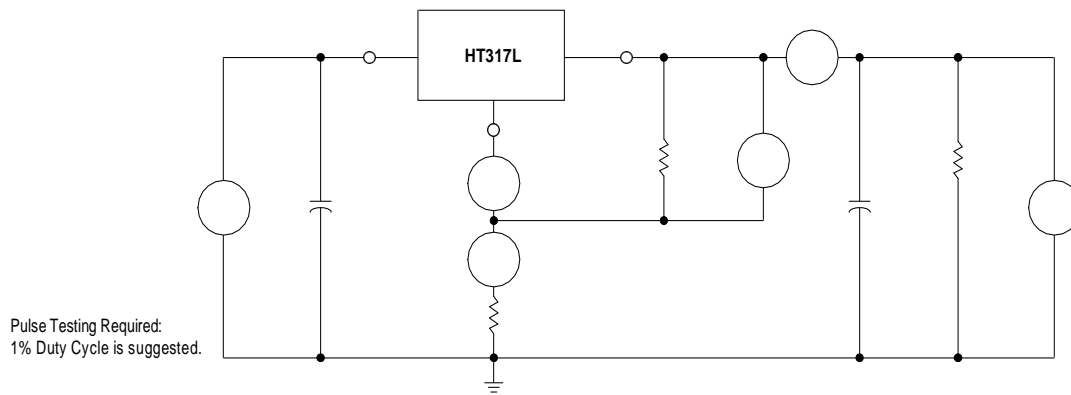 HT317L
Pulse Testing Required:
1% Duty Cycle is suggested.